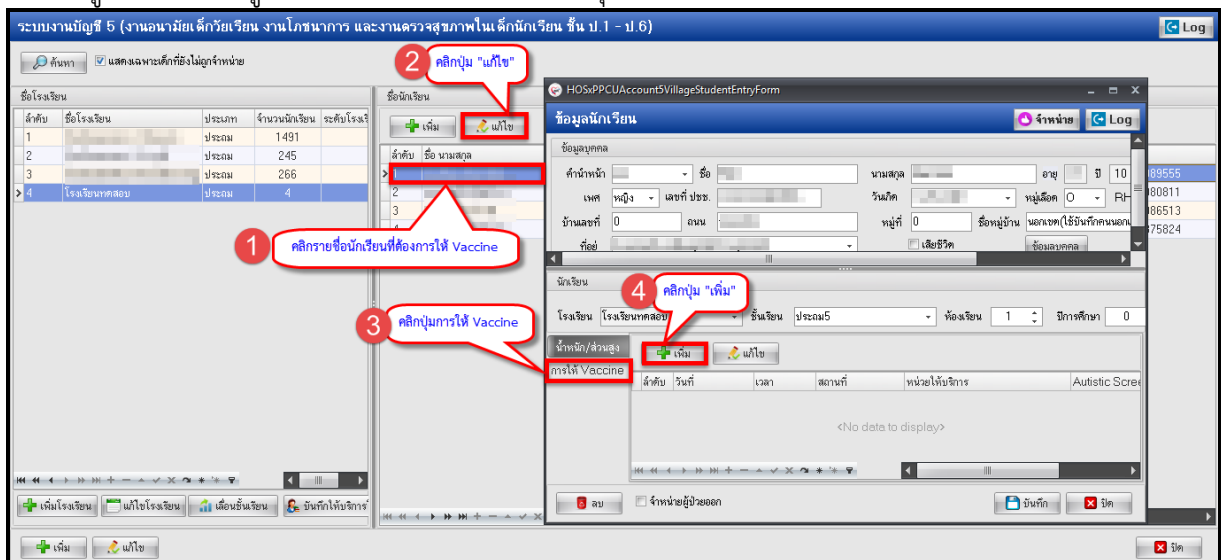 ระบบงานบัญชี 5 (งานอนามัยเด็กวัยเรียน งานโภชนาการ และงานตรวจสุขภาพในเด็กนักเรียน ชั้น ป.1 - ป.6)
Log
ค้นหา
แสดงเฉพาะเด็กที่ยังไม่ถูกจำหน่าย
2 คลิกปุ่ม "แก้ไข"
ชื่อโรงเรียน
ลำดับ ชื่อโรงเรียน ประเภท จำนวนนักเรียน
1 ประถม 1491
2 ประถม 245
3 ประถม 266
4 โรงเรียนทดสอบ ประถม 4
ชื่อนักเรียน
เพิ่ม แก้ไข
ลำดับ ชื่อ นามสกุล
1
2
3
089555
080811
086513
075824
1 คลิกรายชื่อนักเรียนที่ต้องการให้ Vaccine
3 คลิกปุ่มการให้ Vaccine
HOSxPPCUAccount5VillageStudentEntryForm
ข้อมูลนักเรียน
จำหน่าย Log
ข้อมูลบุคคล
คำนำหน้า ชื่อ นามสกุล อายุ ปี 10
เพศ หญิง เลขที่ ปชช. วันเกิด หมู่เลือด O RH
บ้านเลขที่ 0 ถนน หมู่ที่ 0 ชื่อหมู่บ้าน นอกเขต(ใช้บันทึกคนนอก
ที่อยู่ เสียชีวิต ข้อมูลบุคคล
นักเรียน
4 คลิกปุ่ม "เพิ่ม"
โรงเรียน โรงเรียนทดสอบ ชั้นเรียน ประถม5 ห้องเรียน 1 ปีการศึกษา 0
น้ำหนัก/ส่วนสูง
การให้ Vaccine
เพิ่ม แก้ไข
ลำดับ วันที่ เวลา สถานที่ หน่วยให้บริการ Autistic Scree
<No data to display>
ลบ จำหน่ายผู้ป่วยออก บันทึก ปิด
เพิ่มโรงเรียน แก้ไขโรงเรียน เลื่อนชั้นเรียน บันทึกให้บริการ
เพิ่ม แก้ไข ปิด